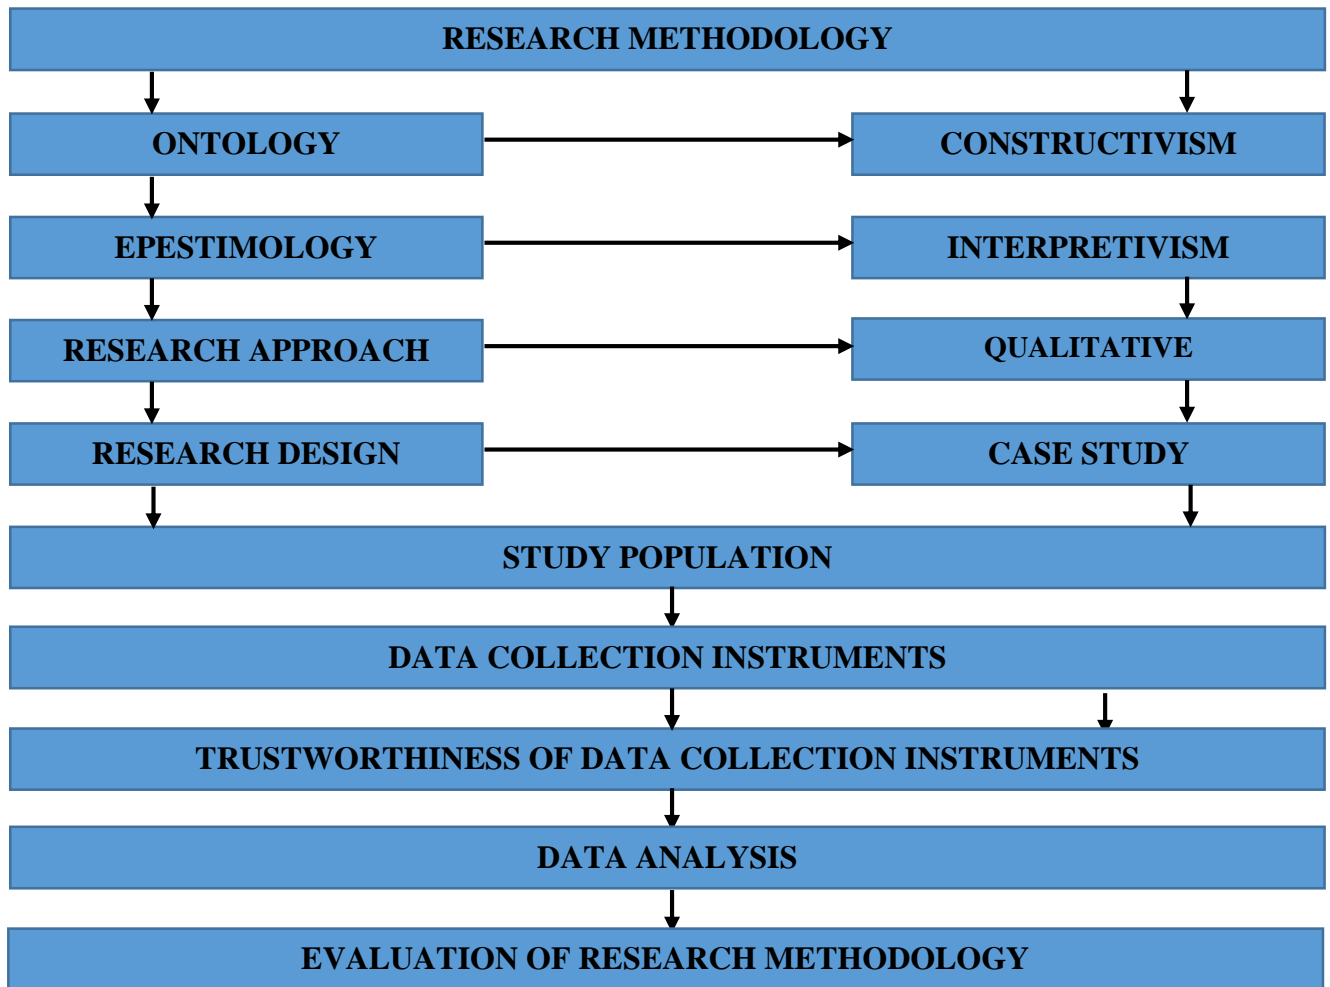 RESEARCH METHODOLOGY
ONTOLOGY
CONSTRUCTIVISM
EPESTIMOLOGY
INTERPRETIVISM
RESEARCH APPROACH
QUALITATIVE
RESEARCH DESIGN
CASE STUDY
STUDY POPULATION
DATA COLLECTION INSTRUMENTS
TRUSTWORTHINESS OF DATA COLLECTION INSTRUMENTS
DATA ANALYSIS
EVALUATION OF RESEARCH METHODOLOGY